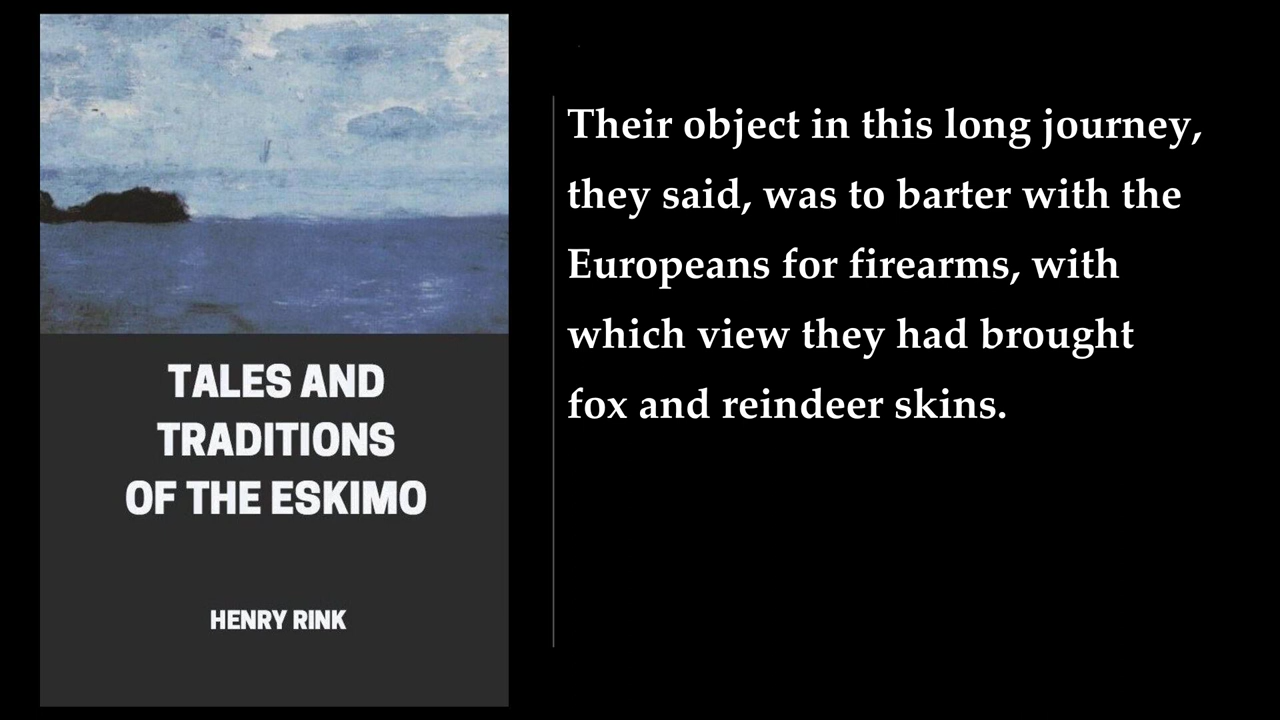 TALES AND
TRADITIONS
OF THE ESKIMO
HENRY RINK
Their object in this long journey,
they said, was to barter with the
Europeans for firearms, with
which view they had brought
fox and reindeer skins.